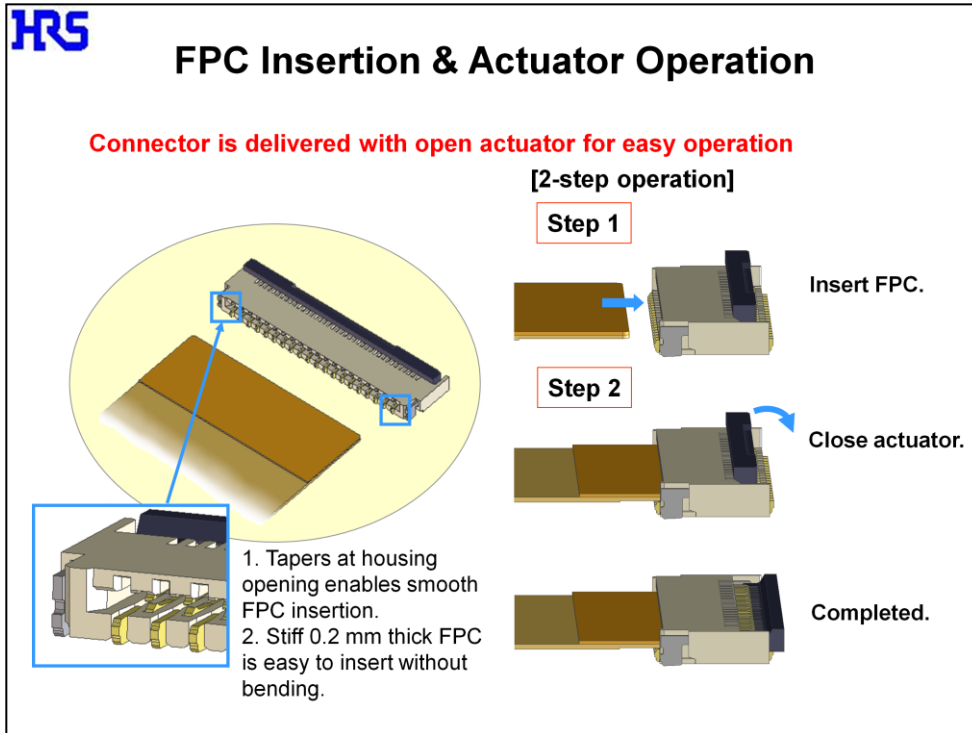 HRS
FPC Insertion & Actuator Operation
Connector is delivered with open actuator for easy operation
[2-step operation]
Step 1
Insert FPC.
Step 2
Close actuator.
1. Tapers at housing
opening enables smooth
FPC insertion.
2. Stiff 0.2 mm thick FPC
is easy to insert without
bending.
Completed.